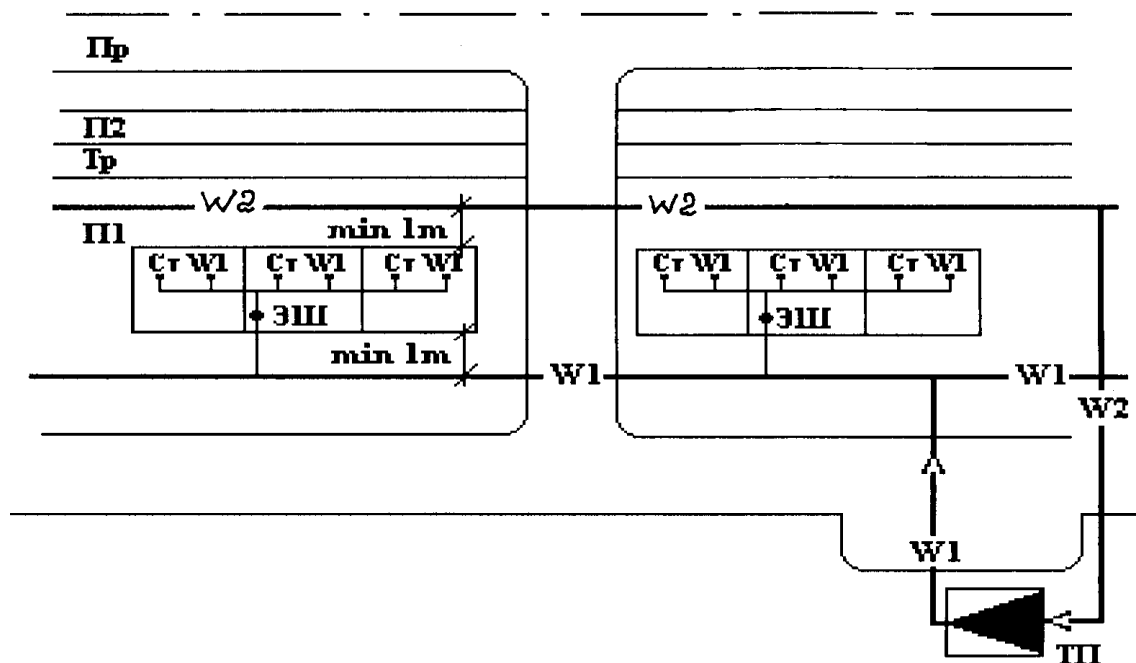 Пр
П2
Тр
W2 W2
П1 min 1m
Ст W1 Ст W1 Ст W1 Ст W1 Ст W1 Ст W1
ЭШ ЭШ
min 1m
W1 W1
W2
W1
ТП